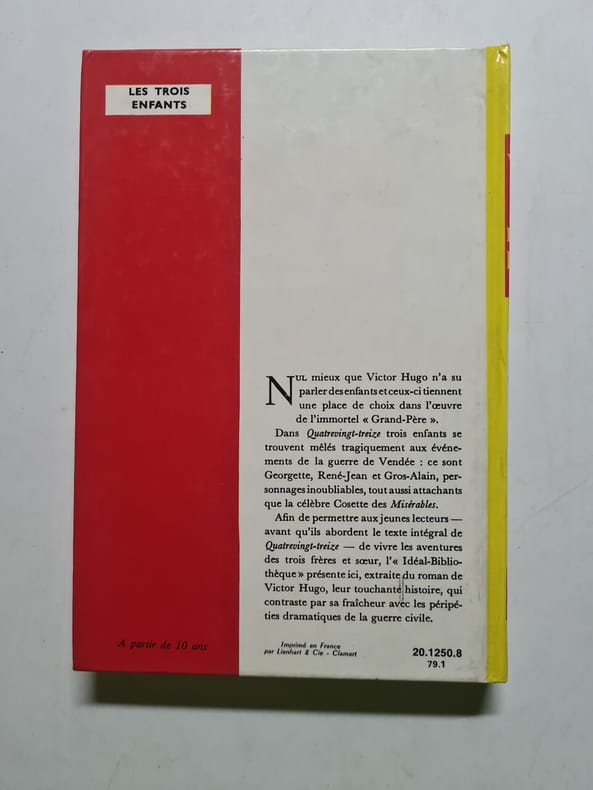 LES TROIS
ENFANTS
NUL mieux que Victor Hugo n'a su
parler des enfants et ceux-ci tiennent
une place de choix dans l'œuvre
de l'immortel « Grand-Père ».
Dans Quatrevingt-treize trois enfants se
trouvent mêlés tragiquement aux événe-
ments de la guerre de Vendée : ce sont
Georgette, René-Jean et Gros-Alain, per-
sonnages inoubliables, tout aussi attachants
que la célèbre Cosette des Misérables.
Afin de permettre aux jeunes lecteurs —
avant qu'ils abordent le texte intégral de
Quatrevingt-treize — de vivre les aventures
des trois frères et sœur, l'« Idéal-Biblio-
thèque » présente ici, extraite du roman de
Victor Hugo, leur touchante histoire, qui
contraste par sa fraîcheur avec les péripé-
ties dramatiques de la guerre civile.
A partir de 10 ans
Imprimé en France
par Lienhart & Cie - Clamart
20.1250.8
79.1